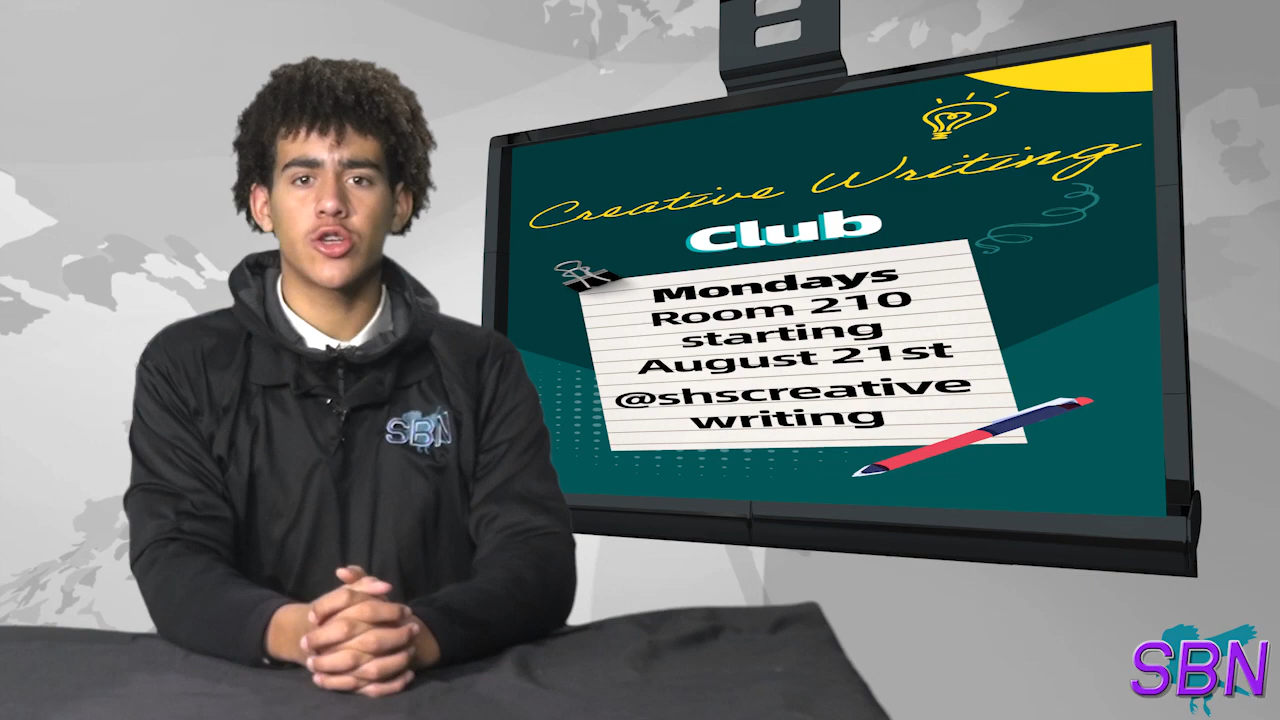 Creative Writing
Club
Mondays
Room 210
starting
August 21st
@shscreative
writing
SBN
SBN